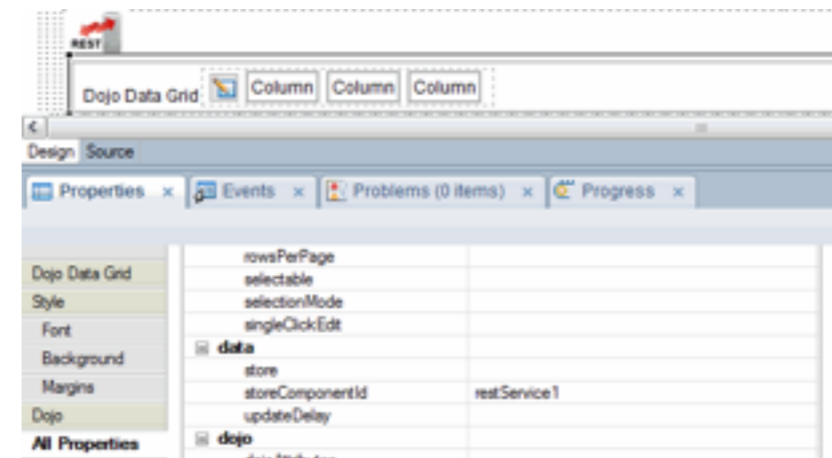 REST
Dojo Data Grid Column Column Column
Design Source
Properties Events Problems (0 items) Progress
rowsPerPage
Dojo Data Grid selectable
Style selectionMode
Font singleClickEdit
Background data
store
Margins storeComponentId restService1
Dojo updateDelay
All Properties dojo